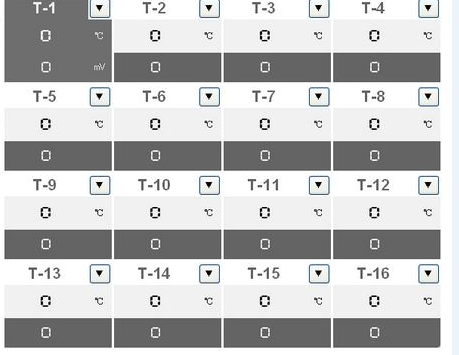 T-1 T-2 T-3 T-4
0 ℃ 0 ℃ 0 ℃ 0 ℃
0 mV 0 0 0
T-5 T-6 T-7 T-8
0 ℃ 0 ℃ 0 ℃ 0 ℃
0 0 0 0
T-9 T-10 T-11 T-12
0 ℃ 0 ℃ 0 ℃ 0 ℃
0 0 0 0
T-13 T-14 T-15 T-16
0 ℃ 0 ℃ 0 ℃ 0 ℃
0 0 0 0